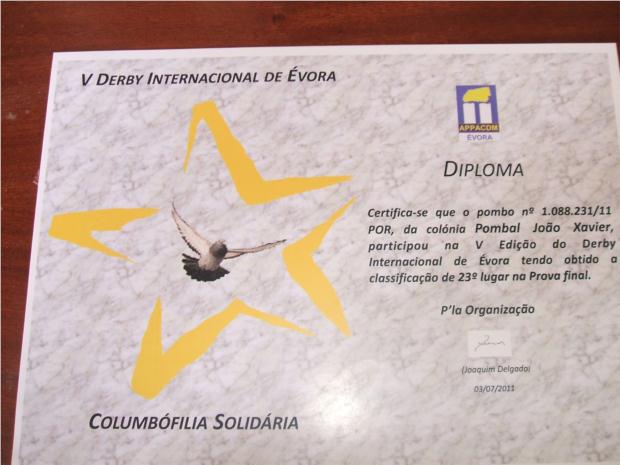 V DERBY INTERNACIONAL DE ÉVORA
APPACDM
ÉVORA
DIPLOMA
Certifica-se que o pombo nº 1.088.231/11
POR, da colónia Pombal João Xavier,
participou na V Edição do Derby
Internacional de Évora tendo obtido a
classificação de 23º lugar na Prova final.
P'la Organização
(Joaquim Delgado)
03/07/2011
COLUMBÓFILIA SOLIDÁRIA